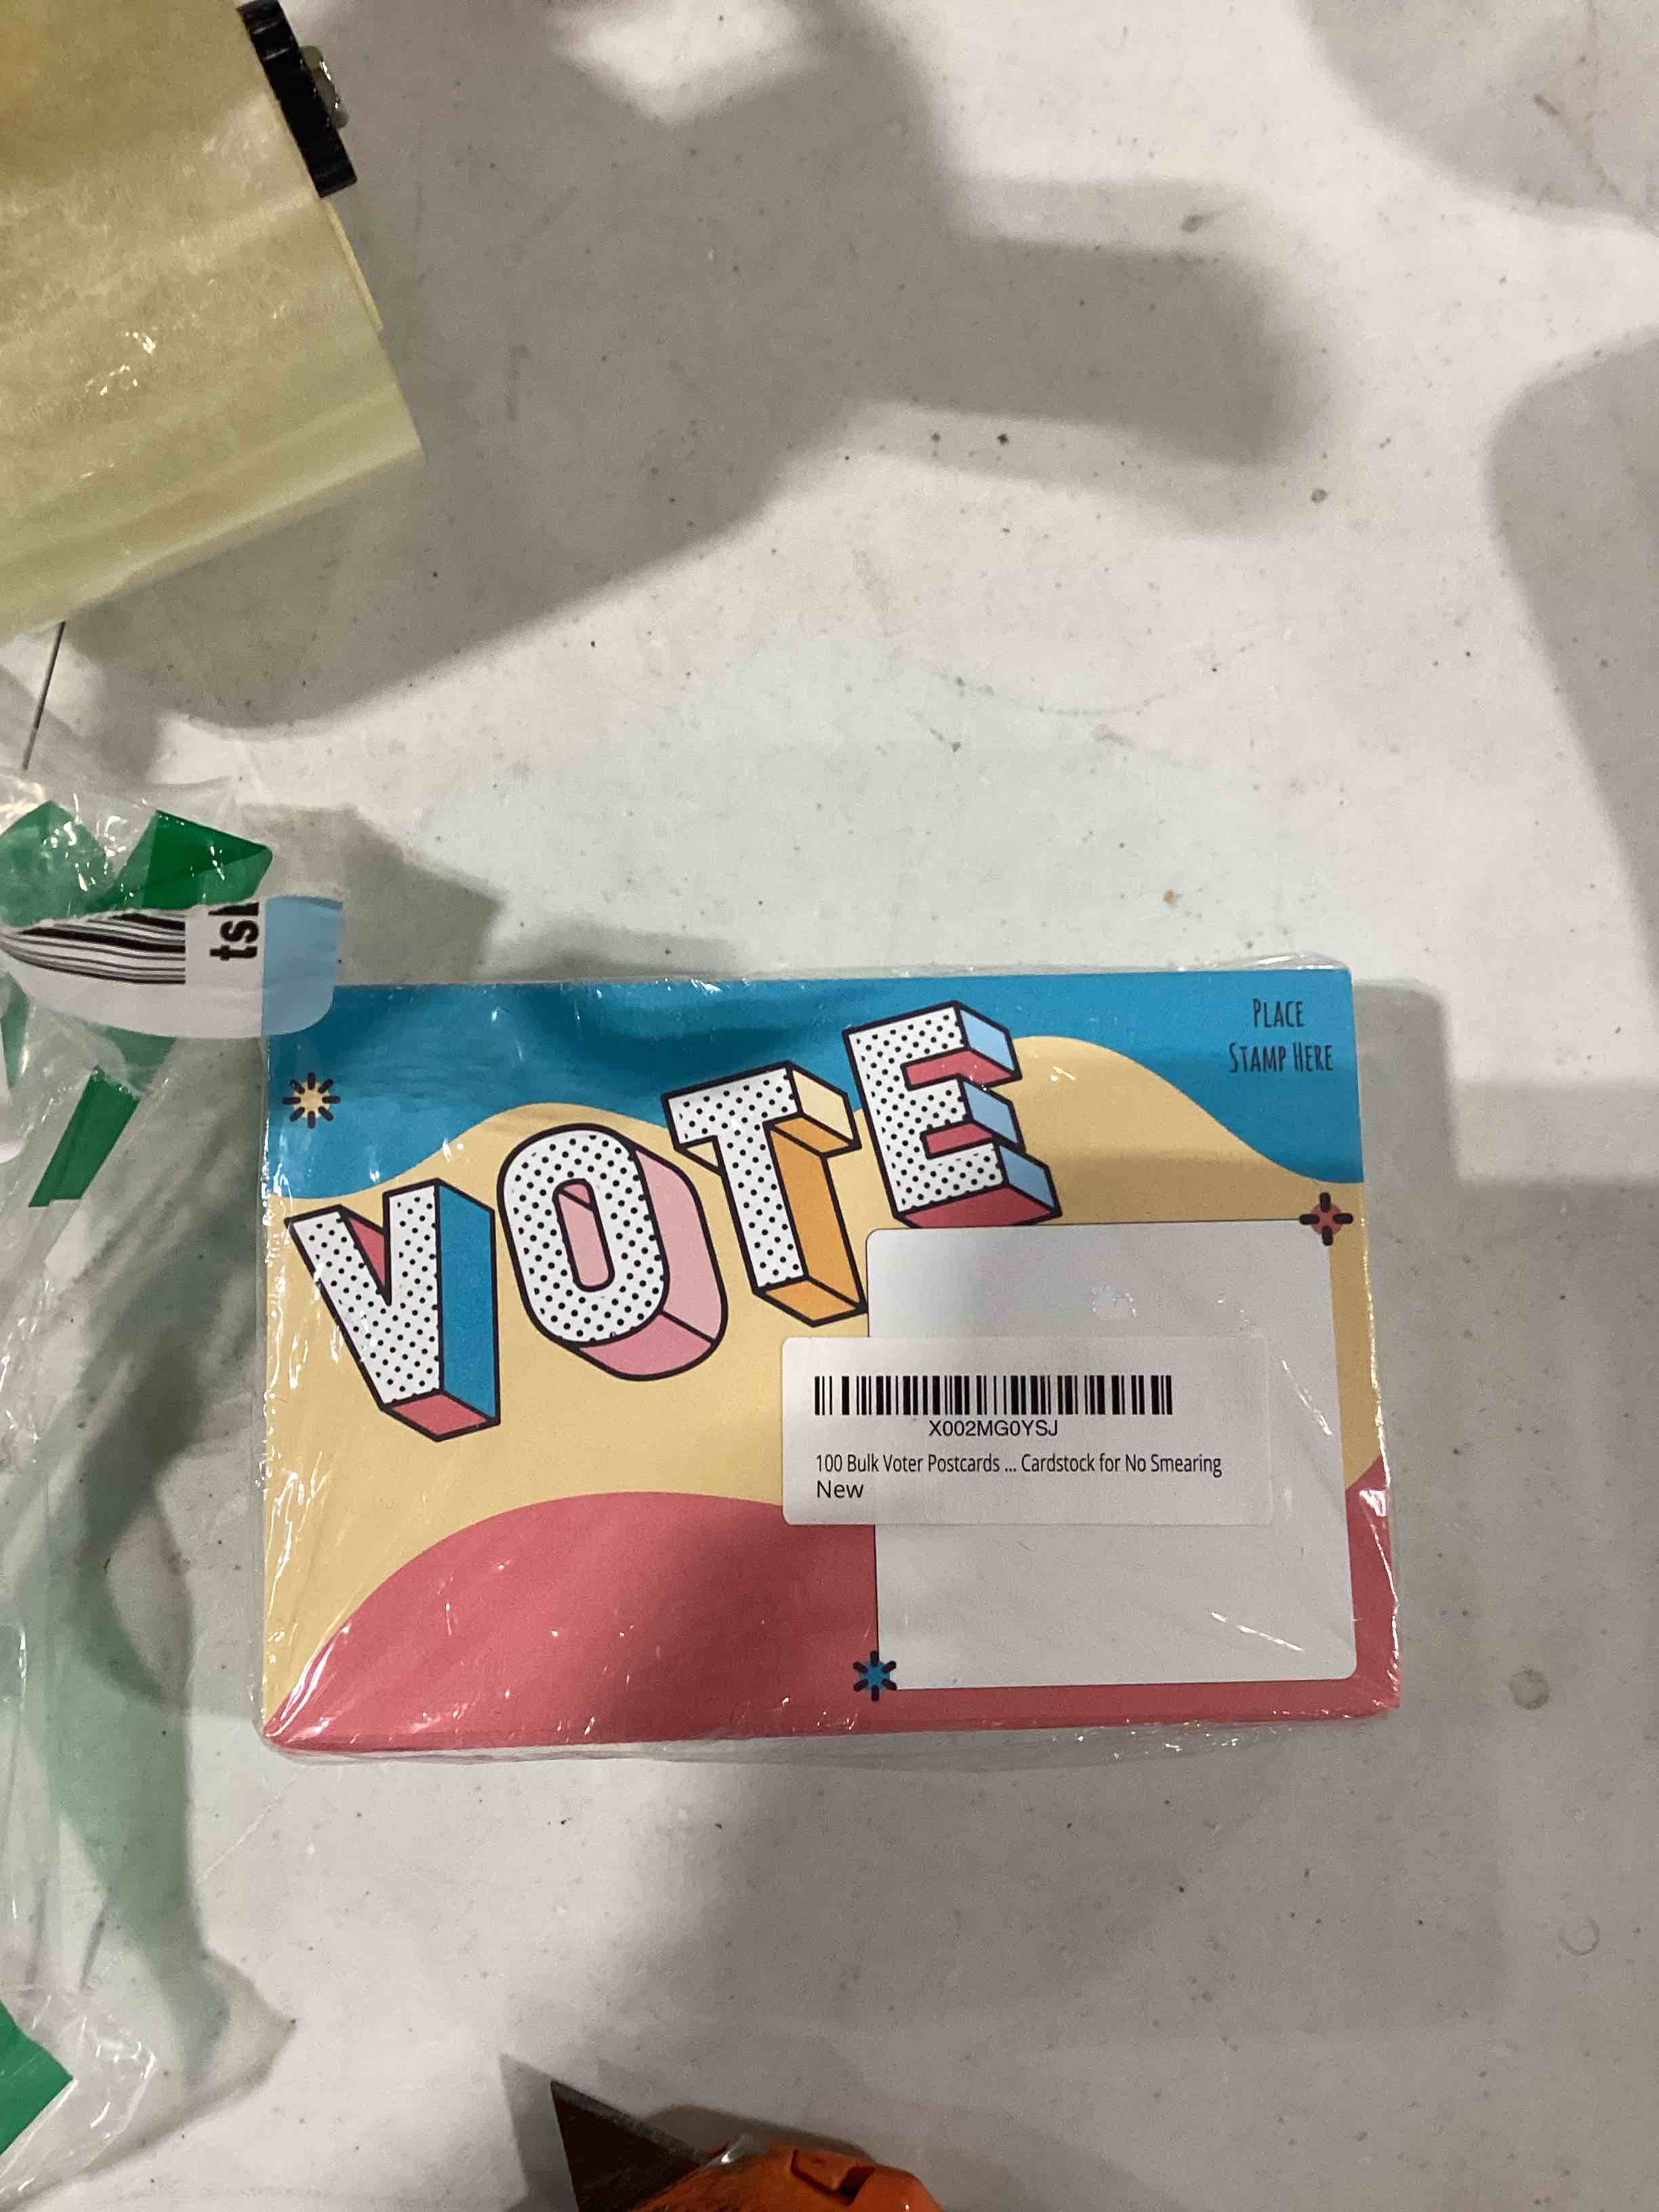 tsl
PLACE
STAMP HERE
VOTE
X002MG0YSJ
100 Bulk Voter Postcards ... Cardstock for No Smearing
New